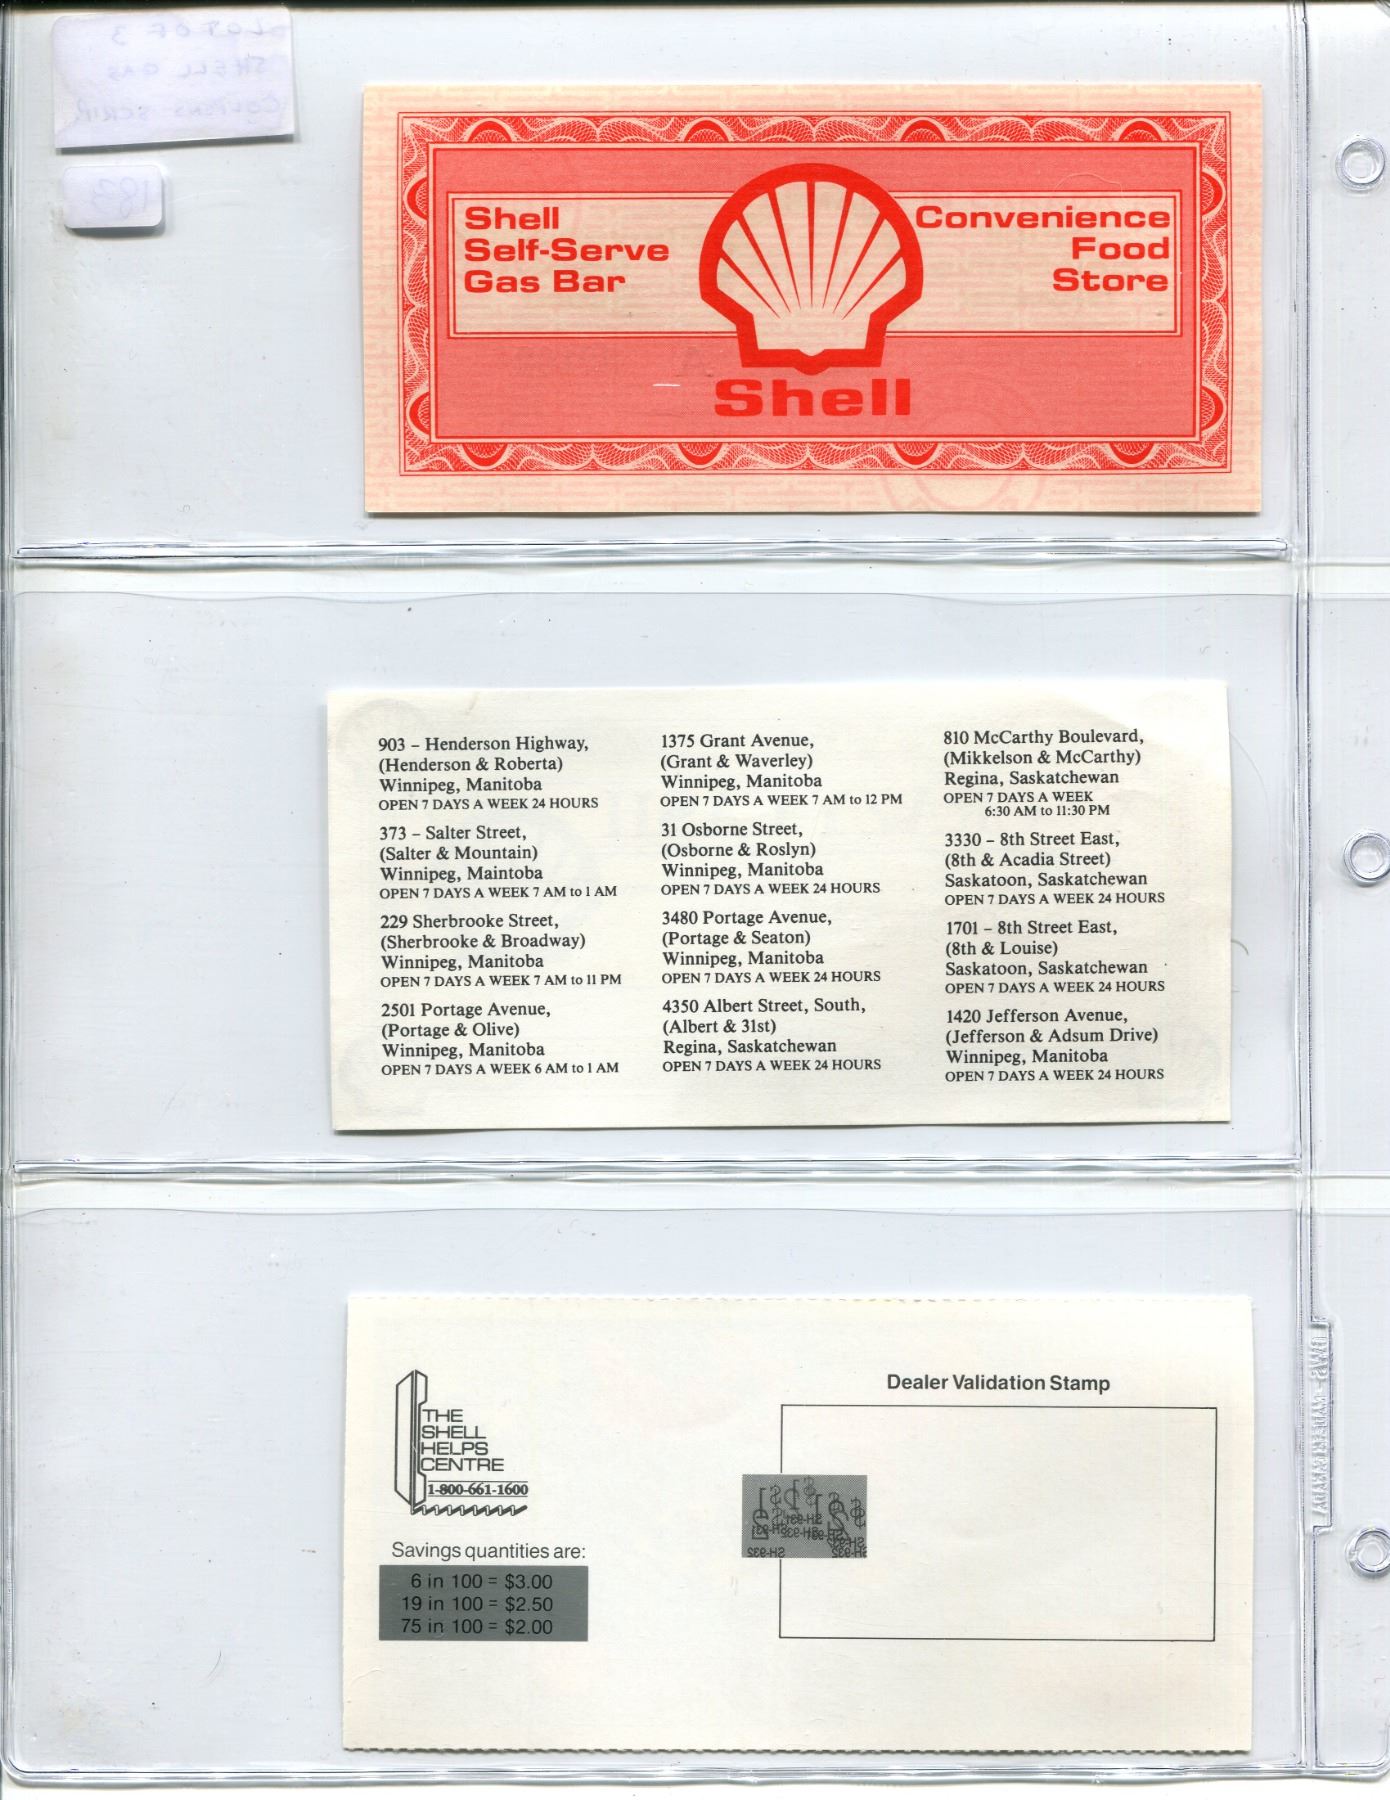 LOT OF 3
SHELL GAS
COUPONS SCRIP
183
Shell
Self-Serve
Gas Bar
Convenience
Food
Store
Shell
903 – Henderson Highway,
(Henderson & Roberta)
Winnipeg, Manitoba
OPEN 7 DAYS A WEEK 24 HOURS
373 – Salter Street,
(Salter & Mountain)
Winnipeg, Maintoba
OPEN 7 DAYS A WEEK 7 AM to 1 AM
229 Sherbrooke Street,
(Sherbrooke & Broadway)
Winnipeg, Manitoba
OPEN 7 DAYS A WEEK 7 AM to 11 PM
2501 Portage Avenue,
(Portage & Olive)
Winnipeg, Manitoba
OPEN 7 DAYS A WEEK 6 AM to 1 AM
1375 Grant Avenue,
(Grant & Waverley)
Winnipeg, Manitoba
OPEN 7 DAYS A WEEK 7 AM to 12 PM
31 Osborne Street,
(Osborne & Roslyn)
Winnipeg, Manitoba
OPEN 7 DAYS A WEEK 24 HOURS
3480 Portage Avenue,
(Portage & Seaton)
Winnipeg, Manitoba
OPEN 7 DAYS A WEEK 24 HOURS
4350 Albert Street, South,
(Albert & 31st)
Regina, Saskatchewan
OPEN 7 DAYS A WEEK 24 HOURS
810 McCarthy Boulevard,
(Mikkelson & McCarthy)
Regina, Saskatchewan
OPEN 7 DAYS A WEEK
6:30 AM to 11:30 PM
3330 – 8th Street East,
(8th & Acadia Street)
Saskatoon, Saskatchewan
OPEN 7 DAYS A WEEK 24 HOURS
1701 – 8th Street East,
(8th & Louise)
Saskatoon, Saskatchewan
OPEN 7 DAYS A WEEK 24 HOURS
1420 Jefferson Avenue,
(Jefferson & Adsum Drive)
Winnipeg, Manitoba
OPEN 7 DAYS A WEEK 24 HOURS
THE
SHELL
HELPS
CENTRE
1-800-661-1600
Savings quantities are:
6 in 100 = $3.00
19 in 100 = $2.50
75 in 100 = $2.00
Dealer Validation Stamp